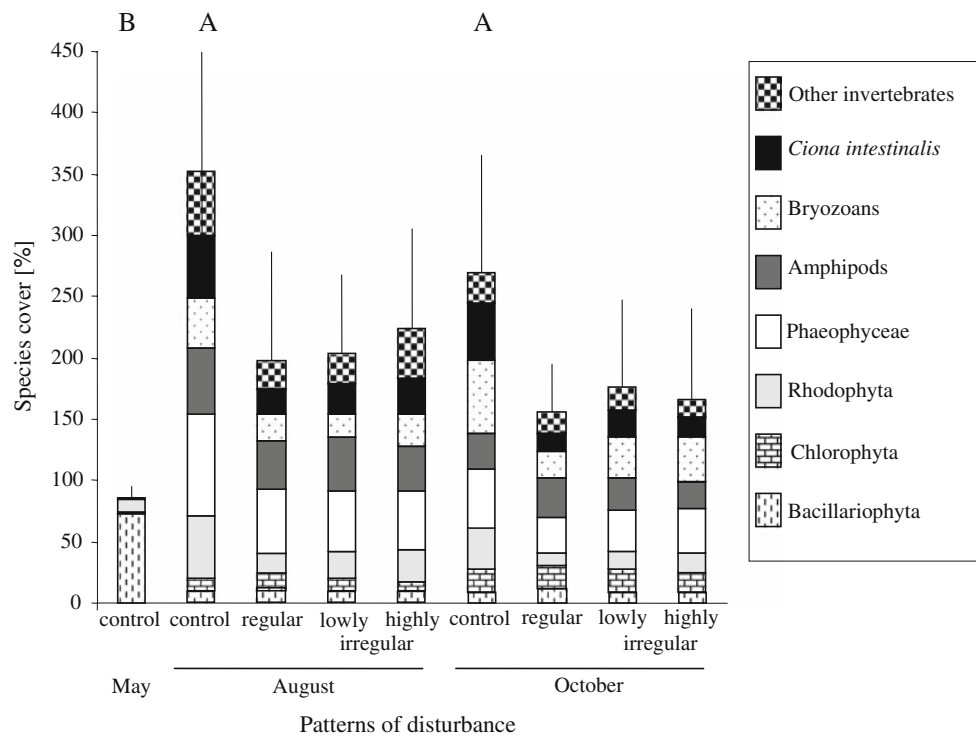 B A A
450
400
350
300
250
200
150
100
50
0
Species cover [%]
control control regular lowly highly control regular lowly highly
irregular irregular
May August October
Patterns of disturbance
Other invertebrates
Ciona intestinalis
Bryozoans
Amphipods
Phaeophyceae
Rhodophyta
Chlorophyta
Bacillariophyta